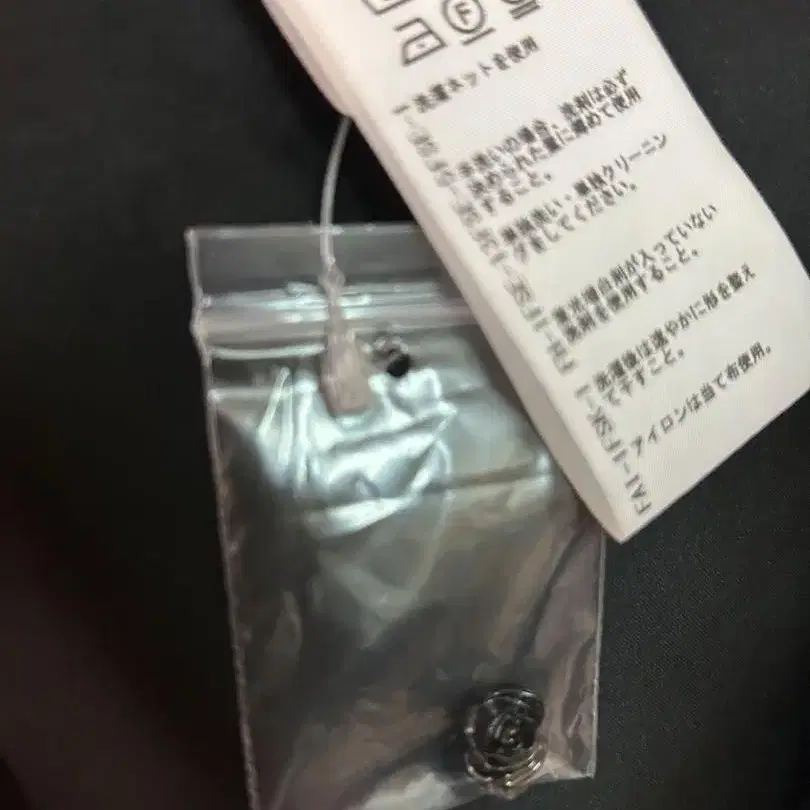 F
洗濯ネットを使用
水洗いの場合、洗剤は必ず
決められた量に薄めて使用
すること。
単独洗い・単独クリーニン
グをしてください。
蛍光増白剤が入っていない
洗剤を使用すること。
洗濯後は速やかに形を整え
て干すこと。
FAI-1 アイロンは当て布使用。